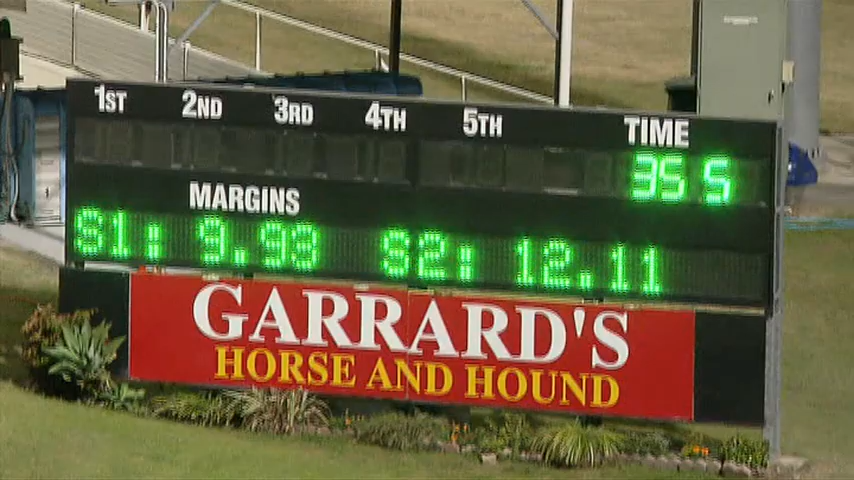 1ST 2ND 3RD 4TH 5TH TIME
35 5
MARGINS
S1: 9.93 S2: 12.11
GARRARD'S
HORSE AND HOUND